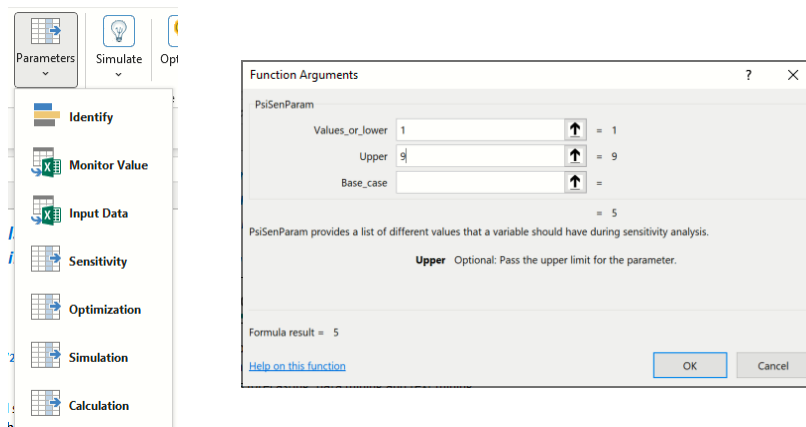 Parameters
Simulate
Opt
Identify
Monitor Value
Input Data
Sensitivity
Optimization
Simulation
Calculation
Function Arguments
? ×
PsiSenParam
Values_or_lower 1 = 1
Upper 9 = 9
Base_case =
= 5
PsiSenParam provides a list of different values that a variable should have during sensitivity analysis.
Upper Optional: Pass the upper limit for the parameter.
Formula result = 5
Help on this function
OK Cancel